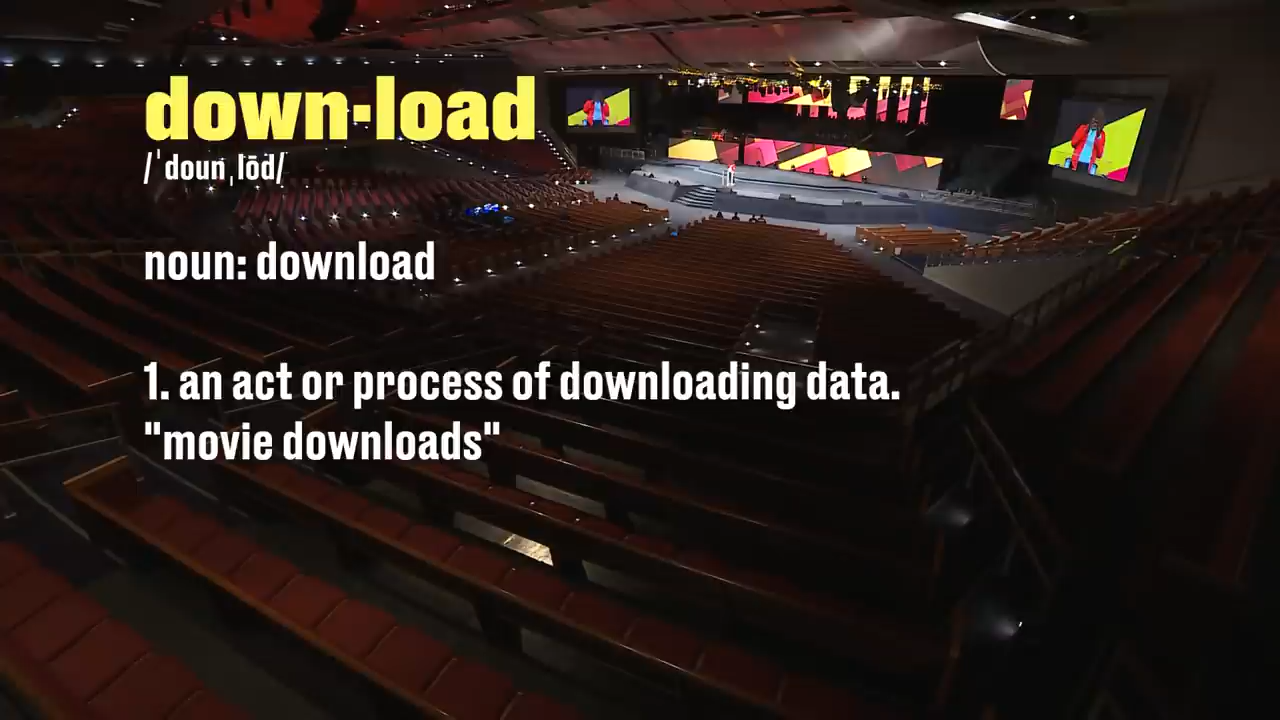 down·load
/ˈdounˌlōd/
noun: download
1. an act or process of downloading data.
"movie downloads"